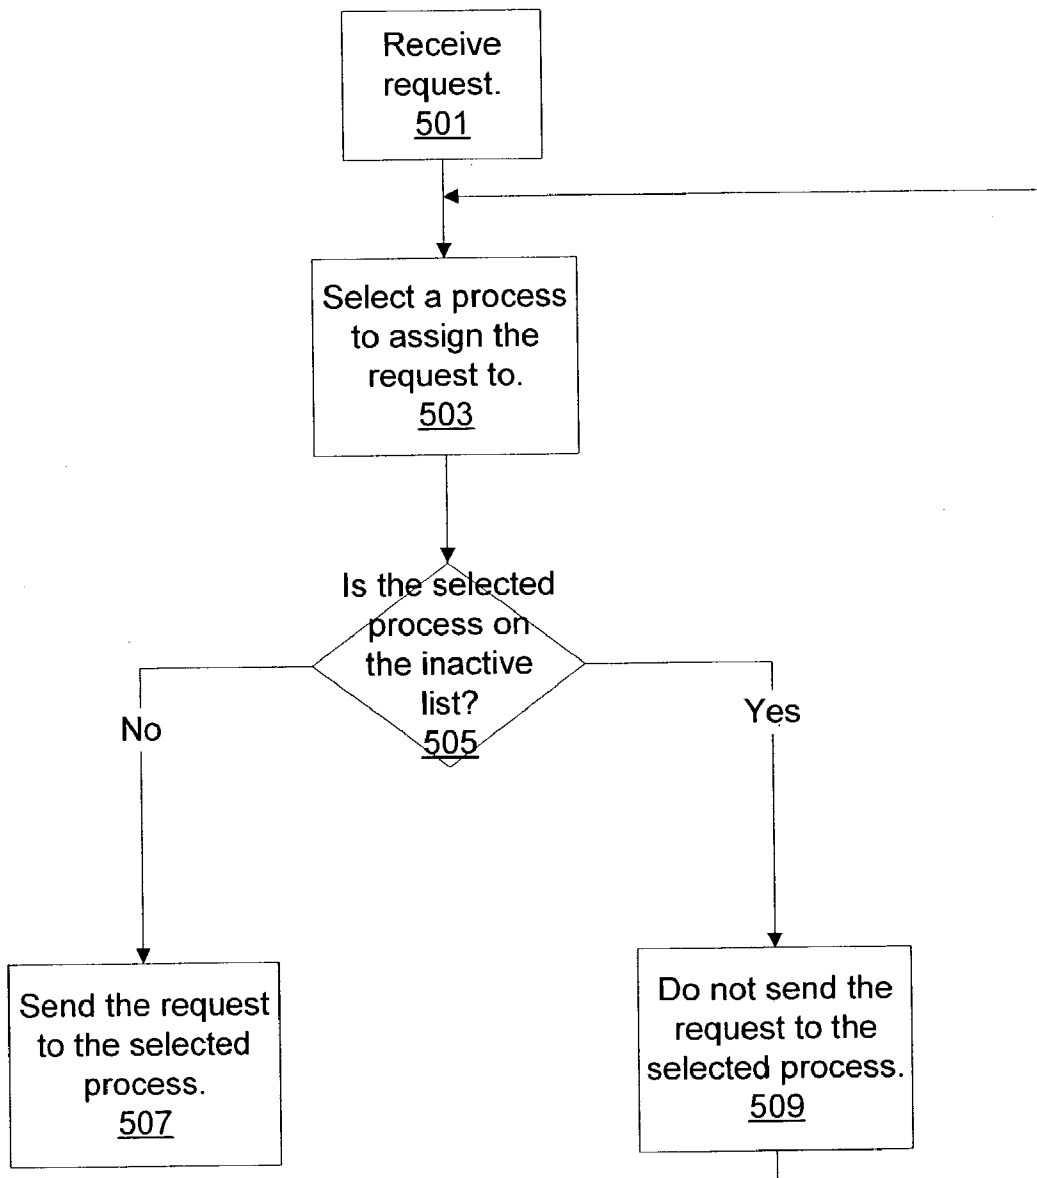 Receive
request.
501
Select a process
to assign the
request to.
503
Is the selected
process on
the inactive
list?
505
No
Yes
Send the request
to the selected
process.
507
Do not send the
request to the
selected process.
509